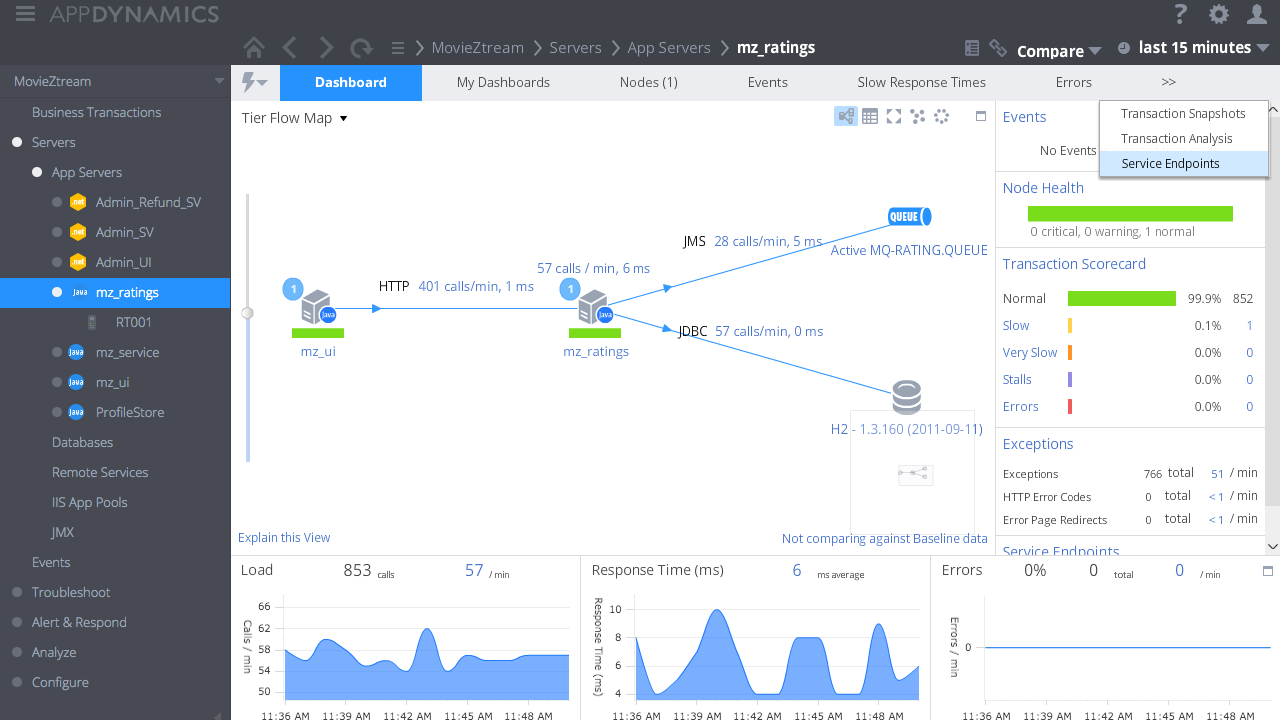 APPDYNAMICS
?
MovieZtream Servers App Servers mz_ratings
Compare last 15 minutes
MovieZtream
Business Transactions
Servers
App Servers
.net Admin_Refund_SV
.net Admin_SV
.net Admin_UI
Java mz_ratings
RT001
Java mz_service
Java mz_ui
Java ProfileStore
Databases
Remote Services
IIS App Pools
JMX
Events
Troubleshoot
Alert & Respond
Analyze
Configure
Dashboard My Dashboards Nodes (1) Events Slow Response Times Errors >>
Transaction Snapshots
Transaction Analysis
Service Endpoints
Tier Flow Map
1
Java
mz_ui
HTTP 401 calls/min, 1 ms
57 calls / min, 6 ms
1
Java
mz_ratings
JMS 28 calls/min, 5 ms
QUEUE
Active MQ-RATING.QUEUE
JDBC 57 calls/min, 0 ms
H2 - 1.3.160 (2011-09-11)
Explain this View
Not comparing against Baseline data
Events
No Events
Node Health
0 critical, 0 warning, 1 normal
Transaction Scorecard
Normal 99.9% 852
Slow 0.1% 1
Very Slow 0.0% 0
Stalls 0.0% 0
Errors 0.0% 0
Exceptions
Exceptions 766 total 51 / min
HTTP Error Codes 0 total < 1 / min
Error Page Redirects 0 total < 1 / min
Service Endpoints
Load 853 calls 57 / min
Calls / min
66
62
58
54
50
11:36 AM 11:39 AM 11:42 AM 11:45 AM 11:48 AM
Response Time (ms) 6 ms average
Response Time (ms)
10
8
6
4
11:36 AM 11:39 AM 11:42 AM 11:45 AM 11:48 AM
Errors 0% 0 total 0 / min
Errors / min
0
11:36 AM 11:39 AM 11:42 AM 11:45 AM 11:48 AM